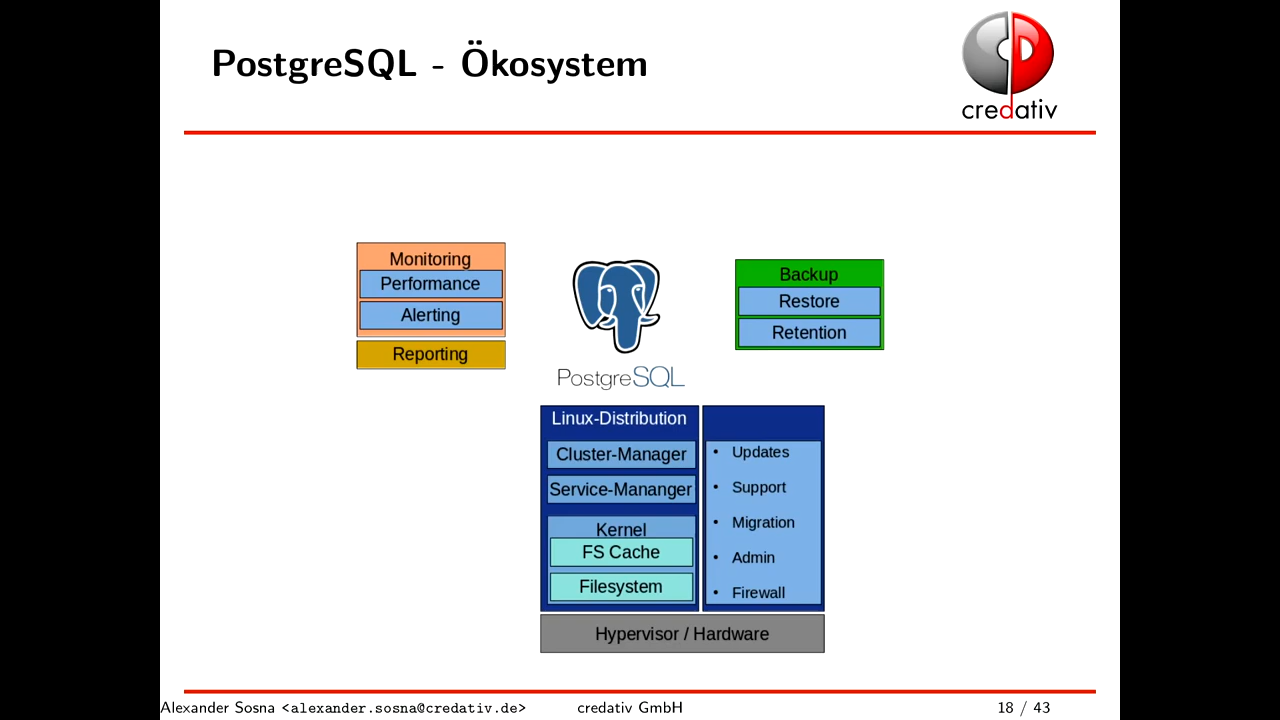 PostgreSQL - Ökosystem
credativ
Monitoring
Performance
Alerting
Reporting
PostgreSQL
Backup
Restore
Retention
Linux-Distribution
Cluster-Manager
Service-Mananger
Kernel
FS Cache
Filesystem
• Updates
• Support
• Migration
• Admin
• Firewall
Hypervisor / Hardware
Alexander Sosna <alexander.sosna@credativ.de> credativ GmbH 18 / 43